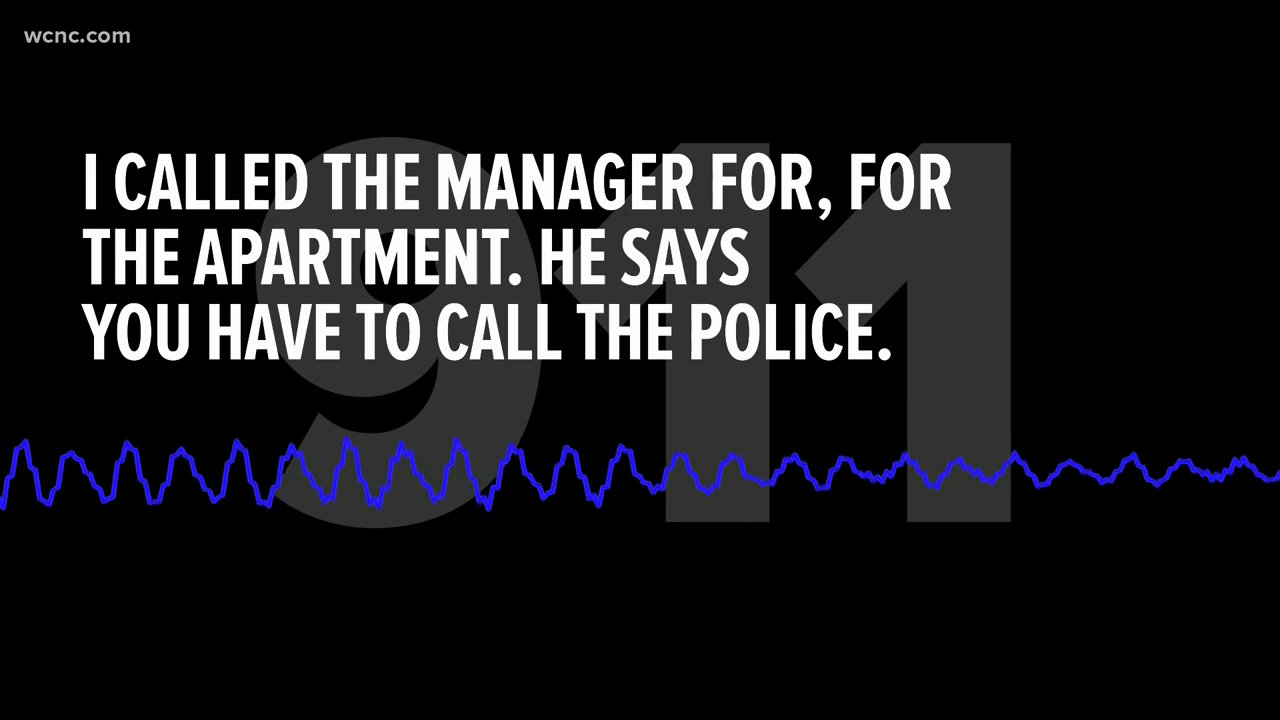 wcnc.com
911
I CALLED THE MANAGER FOR, FOR
THE APARTMENT. HE SAYS
YOU HAVE TO CALL THE POLICE.